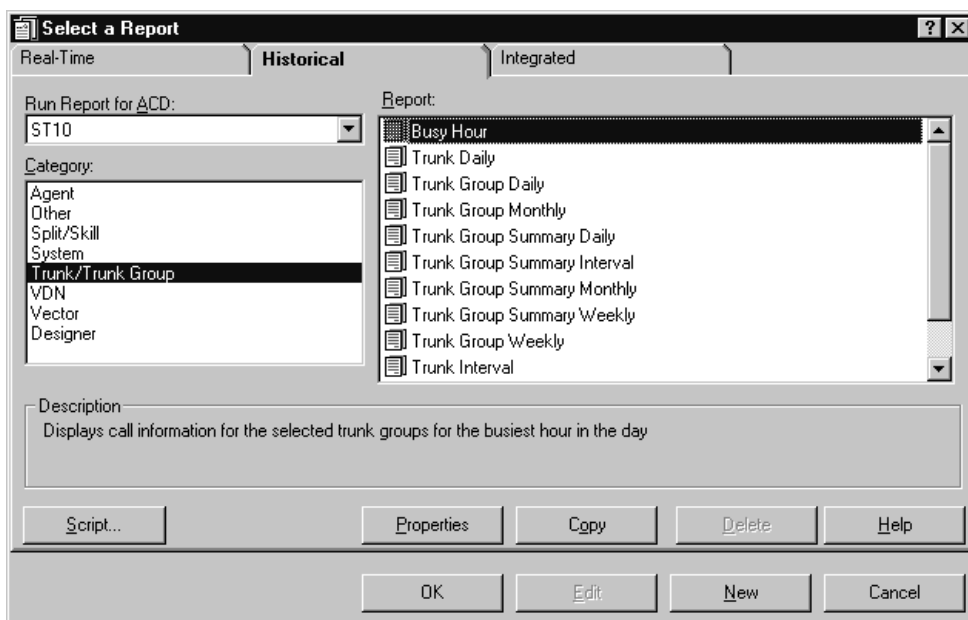 Select a Report
Real-Time
Historical
Integrated
Run Report for ACD:
ST10
Category:
Agent
Other
Split/Skill
System
Trunk/Trunk Group
VDN
Vector
Designer
Report:
Busy Hour
Trunk Daily
Trunk Group Daily
Trunk Group Monthly
Trunk Group Summary Daily
Trunk Group Summary Interval
Trunk Group Summary Monthly
Trunk Group Summary Weekly
Trunk Group Weekly
Trunk Interval
Description
Displays call information for the selected trunk groups for the busiest hour in the day
Script...
Properties
Copy
Delete
Help
OK
Edit
New
Cancel